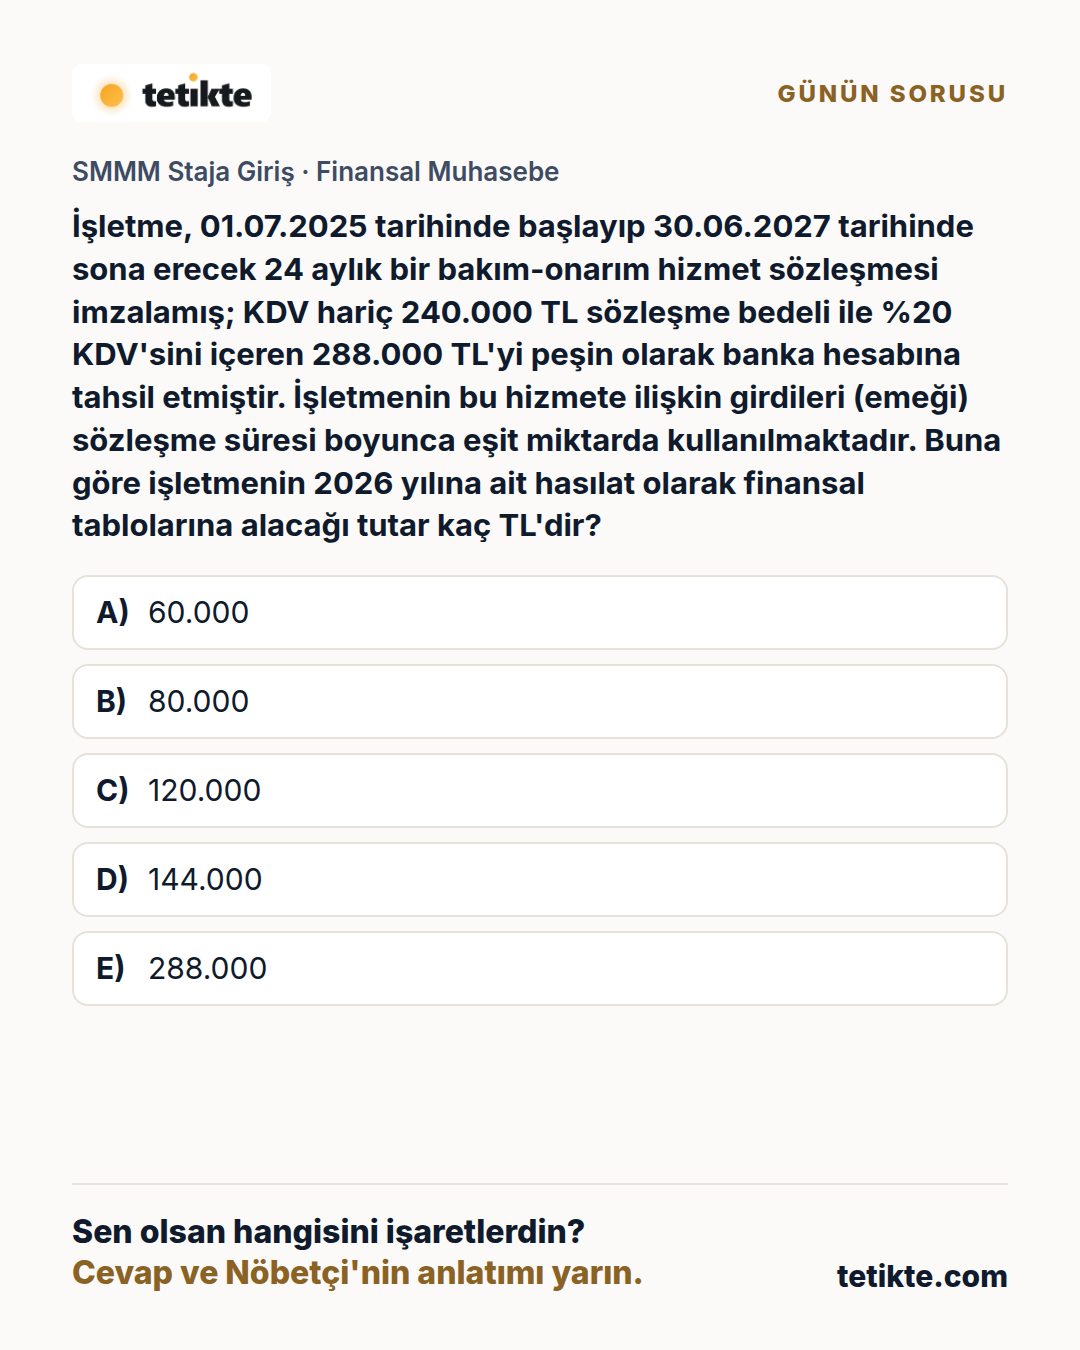 tetikte
GÜNÜN SORUSU
SMMM Staja Giriş · Finansal Muhasebe
İşletme, 01.07.2025 tarihinde başlayıp 30.06.2027 tarihinde
sona erecek 24 aylık bir bakım-onarım hizmet sözleşmesi
imzalamış; KDV hariç 240.000 TL sözleşme bedeli ile %20
KDV'sini içeren 288.000 TL'yi peşin olarak banka hesabına
tahsil etmiştir. İşletmenin bu hizmete ilişkin girdileri (emeği)
sözleşme süresi boyunca eşit miktarda kullanılmaktadır. Buna
göre işletmenin 2026 yılına ait hasılat olarak finansal
tablolarına alacağı tutar kaç TL'dir?
A) 60.000
B) 80.000
C) 120.000
D) 144.000
E) 288.000
Sen olsan hangisini işaretlerdin?
Cevap ve Nöbetçi'nin anlatımı yarın.
tetikte.com